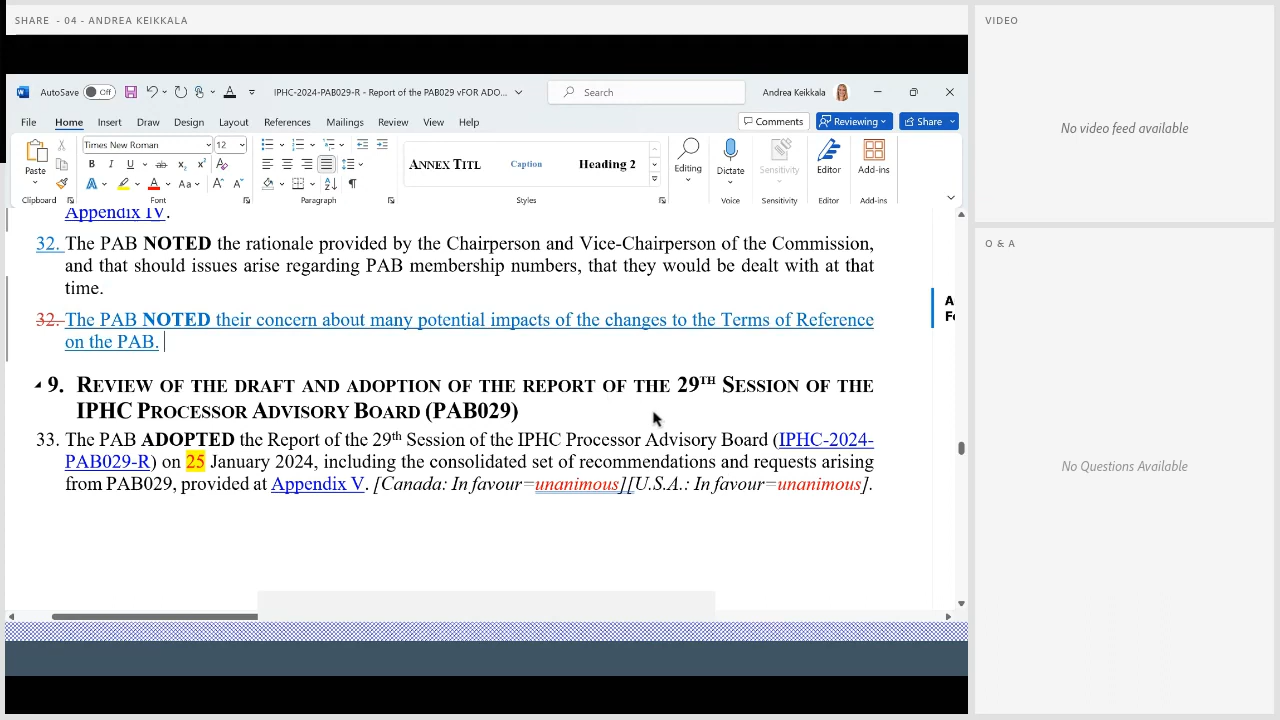 SHARE - 04 - ANDREA KEIKKALA
VIDEO
AutoSave Off
IPHC-2024-PAB029-R - Report of the PAB029 vFOR ADO...
Search
Andrea Keikkala
File Home Insert Draw Design Layout References Mailings Review View Help
Comments Reviewing Share
Paste
Times New Roman 12
ANNEX TITL Caption Heading 2
Editing Dictate Sensitivity Editor Add-ins
Clipboard Font Paragraph Styles Voice Sensitivity Editor Add-ins
Appendix IV.
32. The PAB NOTED the rationale provided by the Chairperson and Vice-Chairperson of the Commission,
and that should issues arise regarding PAB membership numbers, that they would be dealt with at that
time.
32. The PAB NOTED their concern about many potential impacts of the changes to the Terms of Reference
on the PAB.
9. REVIEW OF THE DRAFT AND ADOPTION OF THE REPORT OF THE 29TH SESSION OF THE
IPHC PROCESSOR ADVISORY BOARD (PAB029)
33. The PAB ADOPTED the Report of the 29th Session of the IPHC Processor Advisory Board (IPHC-2024-
PAB029-R) on 25 January 2024, including the consolidated set of recommendations and requests arising
from PAB029, provided at Appendix V. [Canada: In favour=unanimous][U.S.A.: In favour=unanimous].
No video feed available
Q & A
No Questions Available